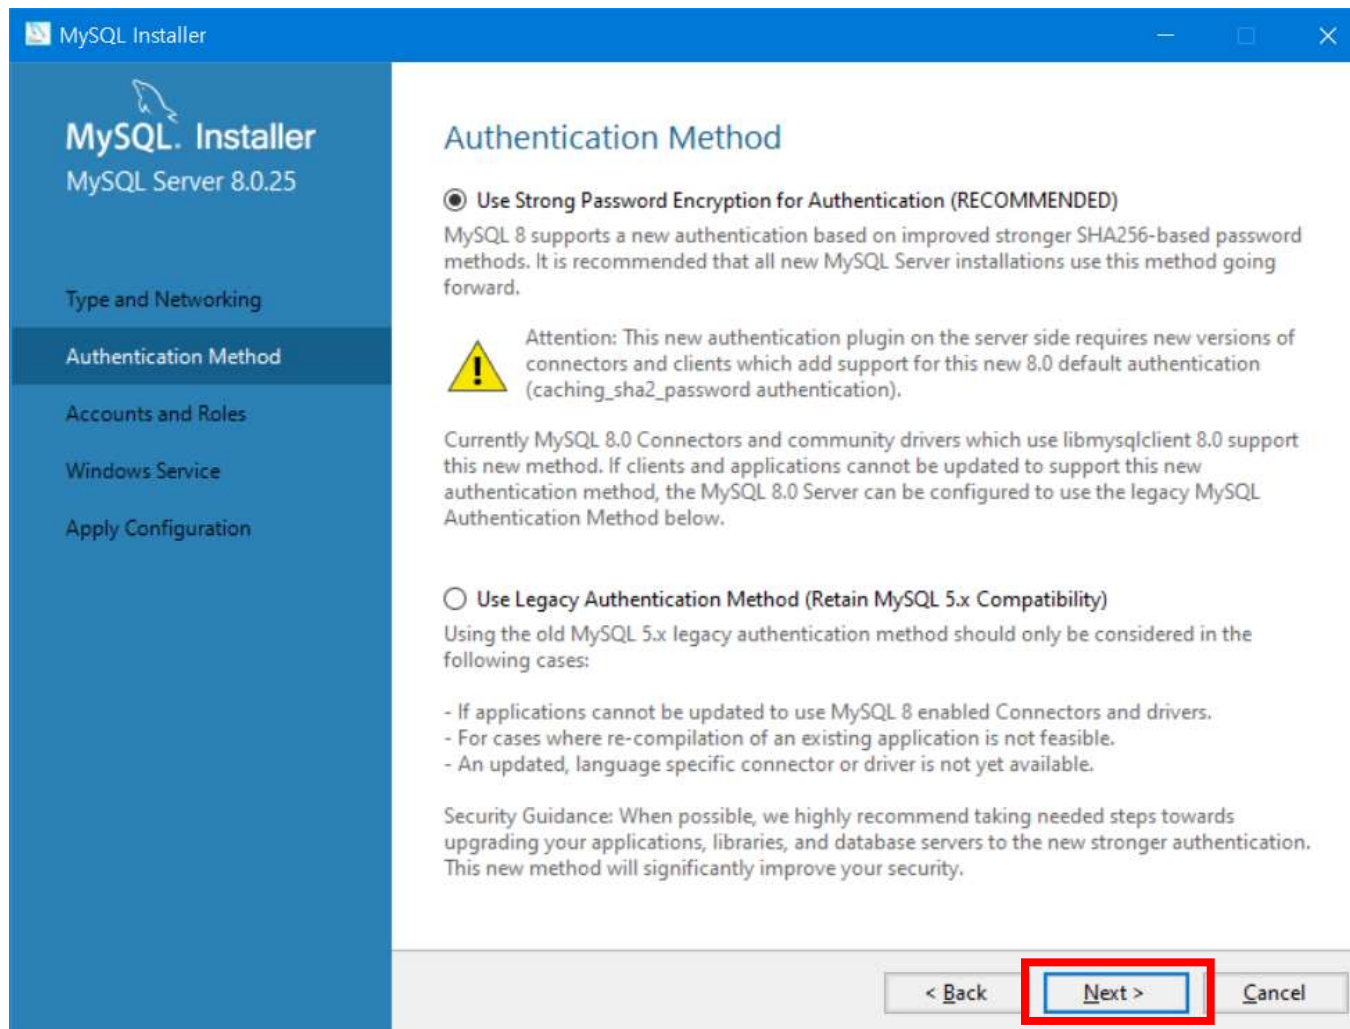 MySQL Installer
MySQL. Installer
MySQL Server 8.0.25
Type and Networking
Authentication Method
Accounts and Roles
Windows Service
Apply Configuration
Authentication Method
Use Strong Password Encryption for Authentication (RECOMMENDED)
MySQL 8 supports a new authentication based on improved stronger SHA256-based password
methods. It is recommended that all new MySQL Server installations use this method going
forward.
Attention: This new authentication plugin on the server side requires new versions of
connectors and clients which add support for this new 8.0 default authentication
(caching_sha2_password authentication).
Currently MySQL 8.0 Connectors and community drivers which use libmysqlclient 8.0 support
this new method. If clients and applications cannot be updated to support this new
authentication method, the MySQL 8.0 Server can be configured to use the legacy MySQL
Authentication Method below.
Use Legacy Authentication Method (Retain MySQL 5.x Compatibility)
Using the old MySQL 5.x legacy authentication method should only be considered in the
following cases:
- If applications cannot be updated to use MySQL 8 enabled Connectors and drivers.
- For cases where re-compilation of an existing application is not feasible.
- An updated, language specific connector or driver is not yet available.
Security Guidance: When possible, we highly recommend taking needed steps towards
upgrading your applications, libraries, and database servers to the new stronger authentication.
This new method will significantly improve your security.
< Back
Next >
Cancel